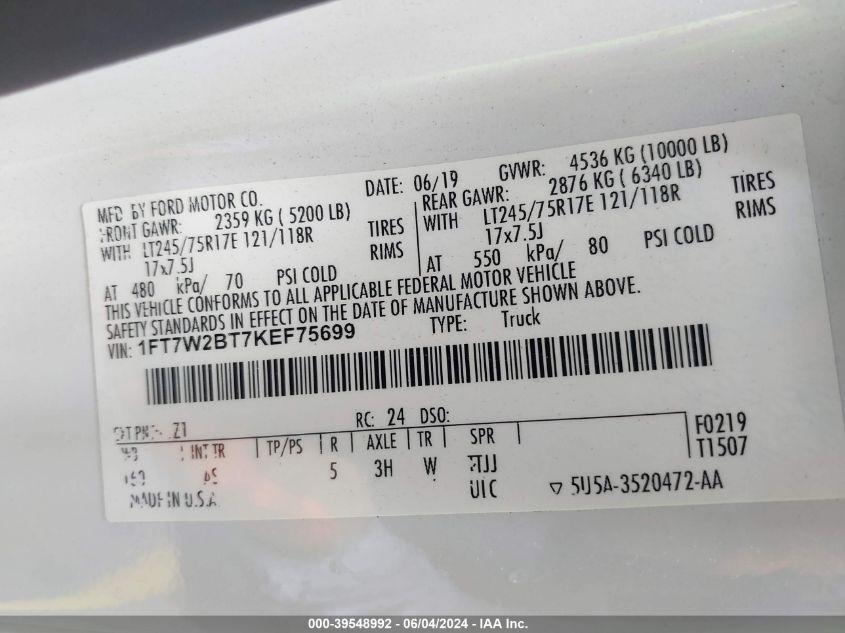 MFD BY FORD MOTOR CO. DATE: 06/19 GVWR: 4536 KG (10000 LB)
FRONT GAWR: 2359 KG ( 5200 LB) REAR GAWR: 2876 KG ( 6340 LB)
WITH LT245/75R17E 121/118R TIRES WITH LT245/75R17E 121/118R TIRES
17x7.5J RIMS 17x7.5J RIMS
AT 480 kPa/ 70 PSI COLD AT 550 kPa/ 80 PSI COLD
THIS VEHICLE CONFORMS TO ALL APPLICABLE FEDERAL MOTOR VEHICLE
SAFETY STANDARDS IN EFFECT ON THE DATE OF MANUFACTURE SHOWN ABOVE.
VIN: 1FT7W2BT7KEF75699 TYPE: Truck
Z1 RC: 24 DSO: F0219
INT TR TP/PS R AXLE TR SPR T1507
AS 5 3H W
MADE IN U.S.A. ▽ 5U5A-3520472-AA
000-39548992 - 06/04/2024 - IAA Inc.